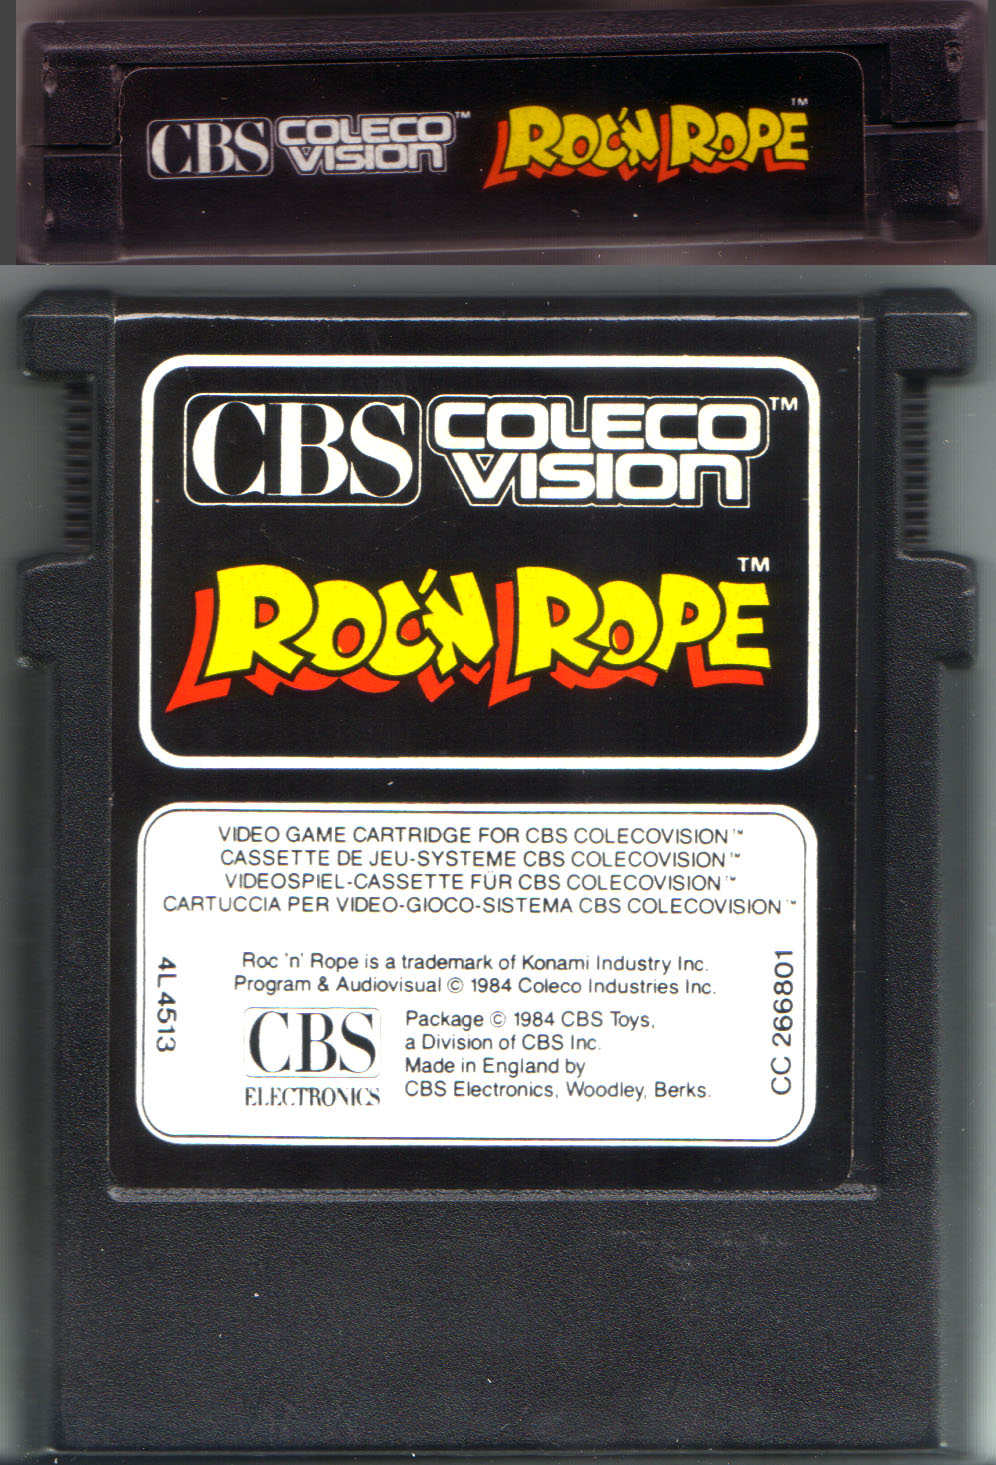 CBS COLECO VISION™ ROC'N ROPE™
CBS COLECO VISION™
ROC'N ROPE™
VIDEO GAME CARTRIDGE FOR CBS COLECOVISION™
CASSETTE DE JEU-SYSTEME CBS COLECOVISION™
VIDEOSPIEL-CASSETTE FÜR CBS COLECOVISION™
CARTUCCIA PER VIDEO-GIOCO-SISTEMA CBS COLECOVISION™
4L 4513
Roc 'n' Rope is a trademark of Konami Industry Inc.
Program & Audiovisual © 1984 Coleco Industries Inc.
CBS
ELECTRONICS
Package © 1984 CBS Toys,
a Division of CBS Inc.
Made in England by
CBS Electronics, Woodley, Berks.
CC 266801